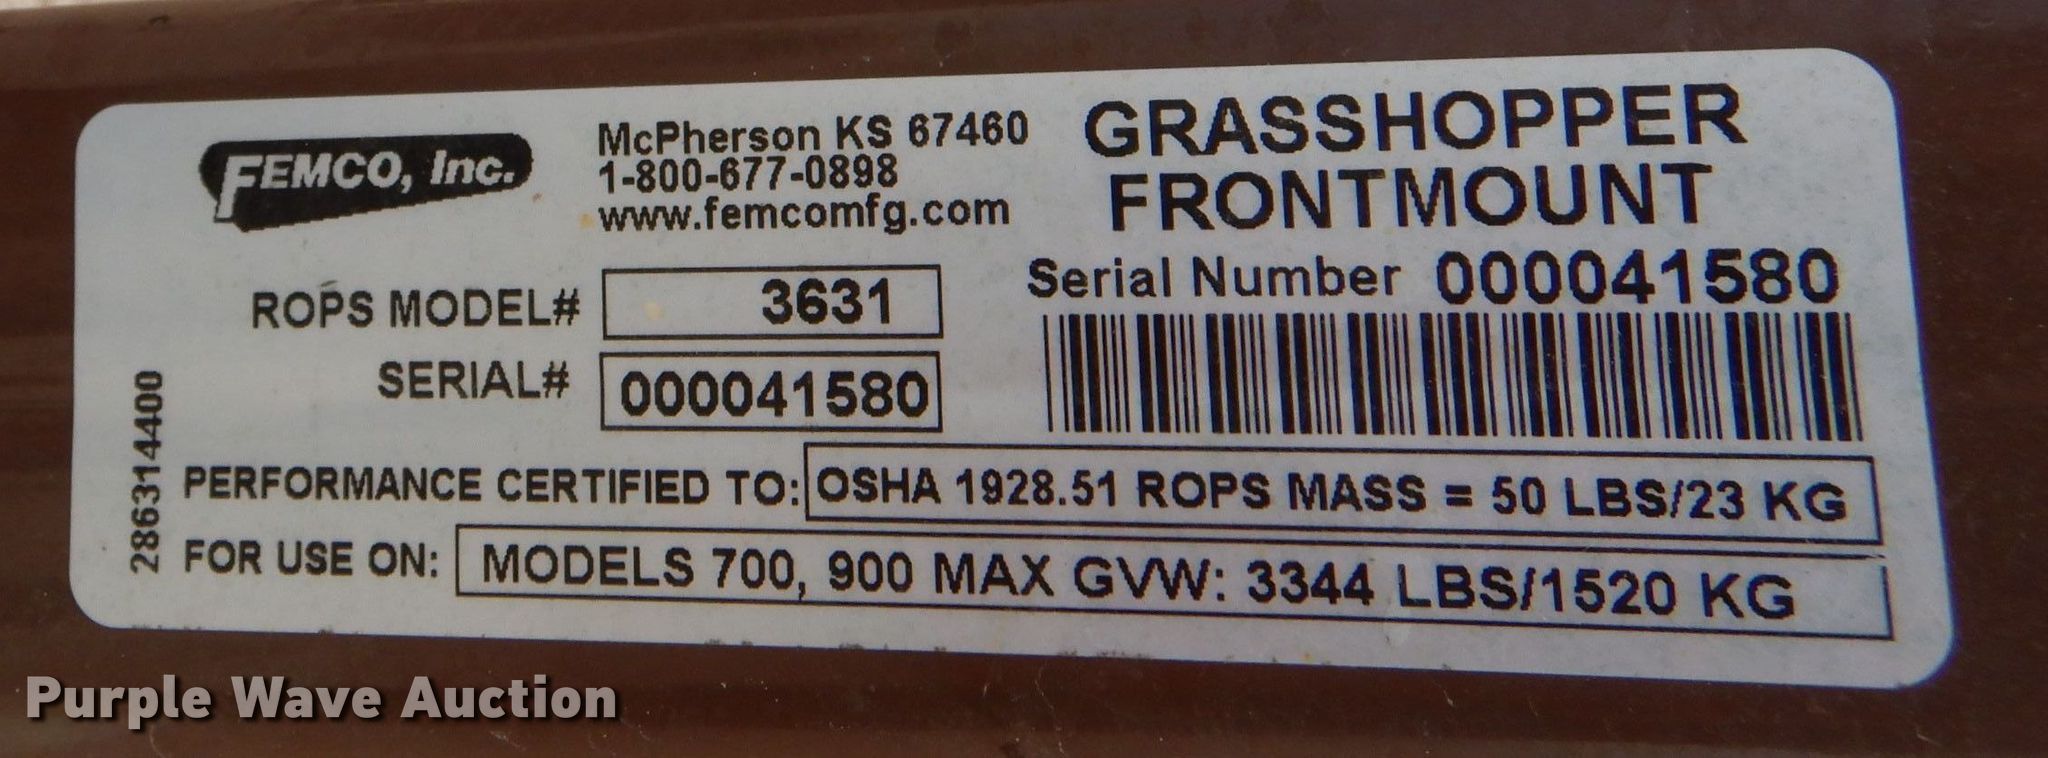 FEMCO, Inc.
McPherson KS 67460
1-800-677-0898
www.femcomfg.com
GRASSHOPPER
FRONTMOUNT
ROPS MODEL# 3631
SERIAL# 000041580
Serial Number 000041580
PERFORMANCE CERTIFIED TO: OSHA 1928.51 ROPS MASS = 50 LBS/23 KG
FOR USE ON: MODELS 700, 900 MAX GVW: 3344 LBS/1520 KG
286314400
Purple Wave Auction